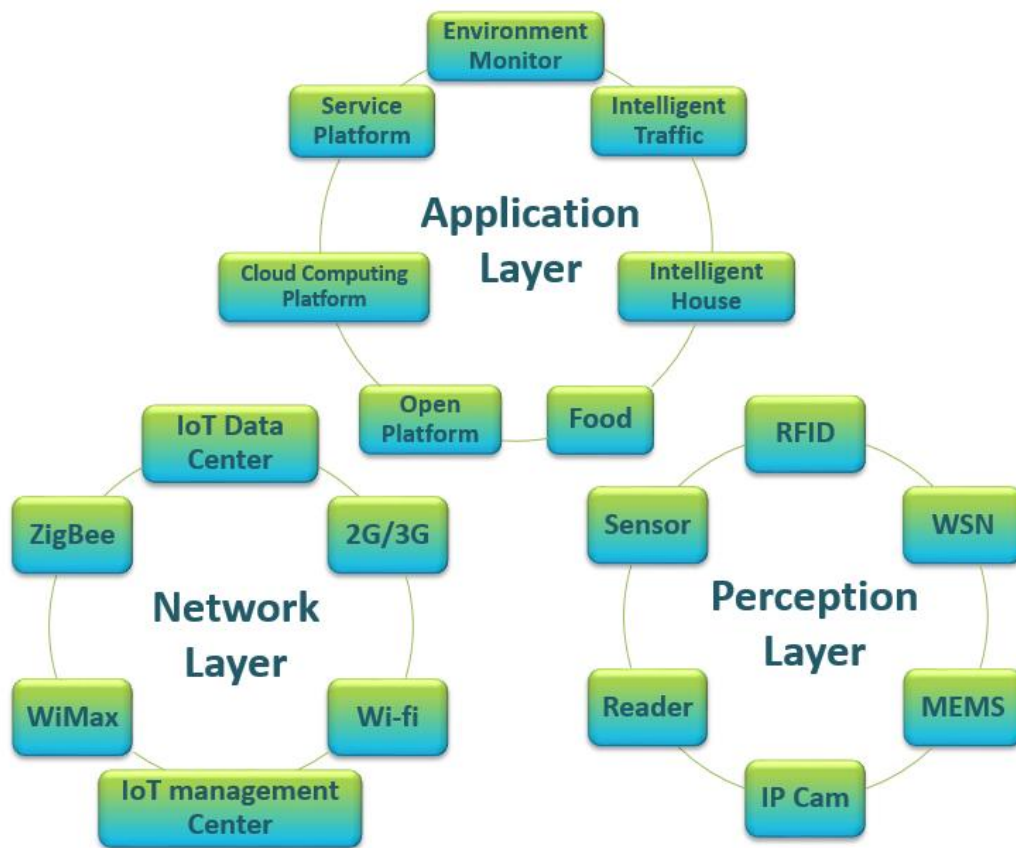 Environment
Monitor
Service
Platform
Intelligent
Traffic
Application
Layer
Cloud Computing
Platform
Intelligent
House
Open
Platform
Food
IoT Data
Center
ZigBee
2G/3G
Network
Layer
WiMax
Wi-fi
IoT management
Center
RFID
Sensor
WSN
Perception
Layer
Reader
MEMS
IP Cam